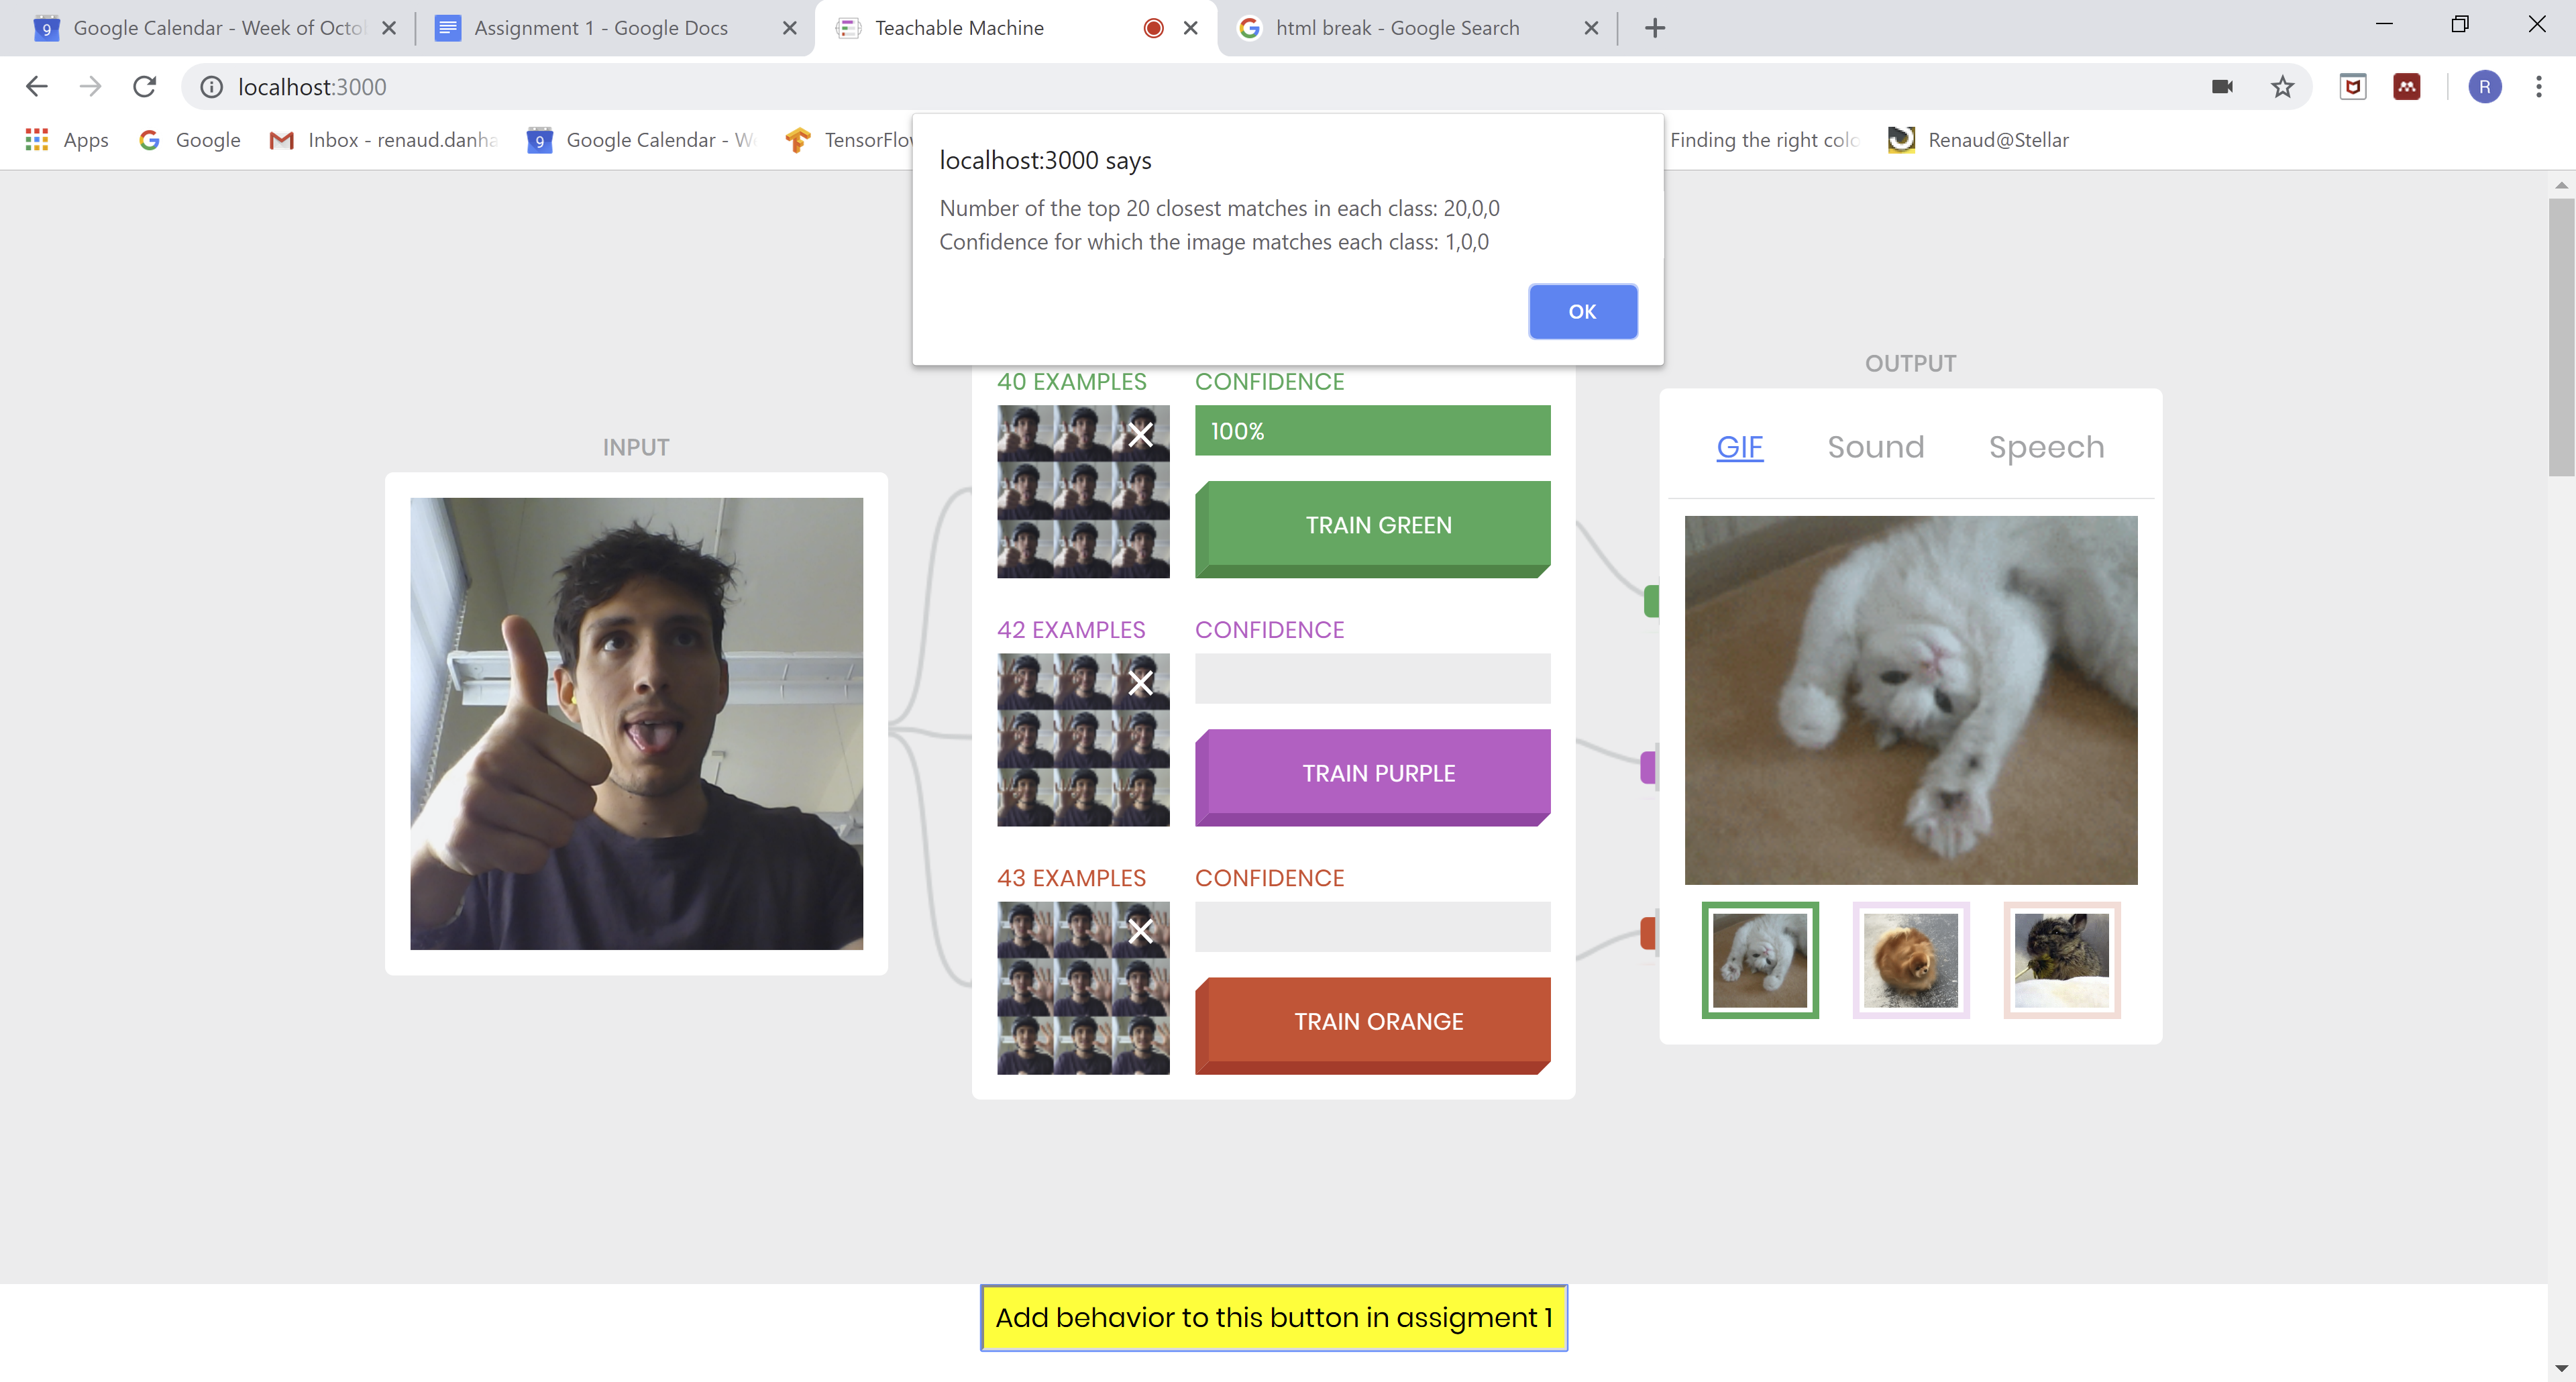 Google Calendar - Week of Octo
Assignment 1 - Google Docs
Teachable Machine
html break - Google Search
localhost:3000
R
Apps
Google
Inbox - renaud.danha
Google Calendar - W
TensorFlo
Finding the right colo
Renaud@Stellar
localhost:3000 says
Number of the top 20 closest matches in each class: 20,0,0
Confidence for which the image matches each class: 1,0,0
OK
INPUT
40 EXAMPLES
CONFIDENCE
100%
TRAIN GREEN
42 EXAMPLES
CONFIDENCE
TRAIN PURPLE
43 EXAMPLES
CONFIDENCE
TRAIN ORANGE
OUTPUT
GIF
Sound
Speech
Add behavior to this button in assigment 1